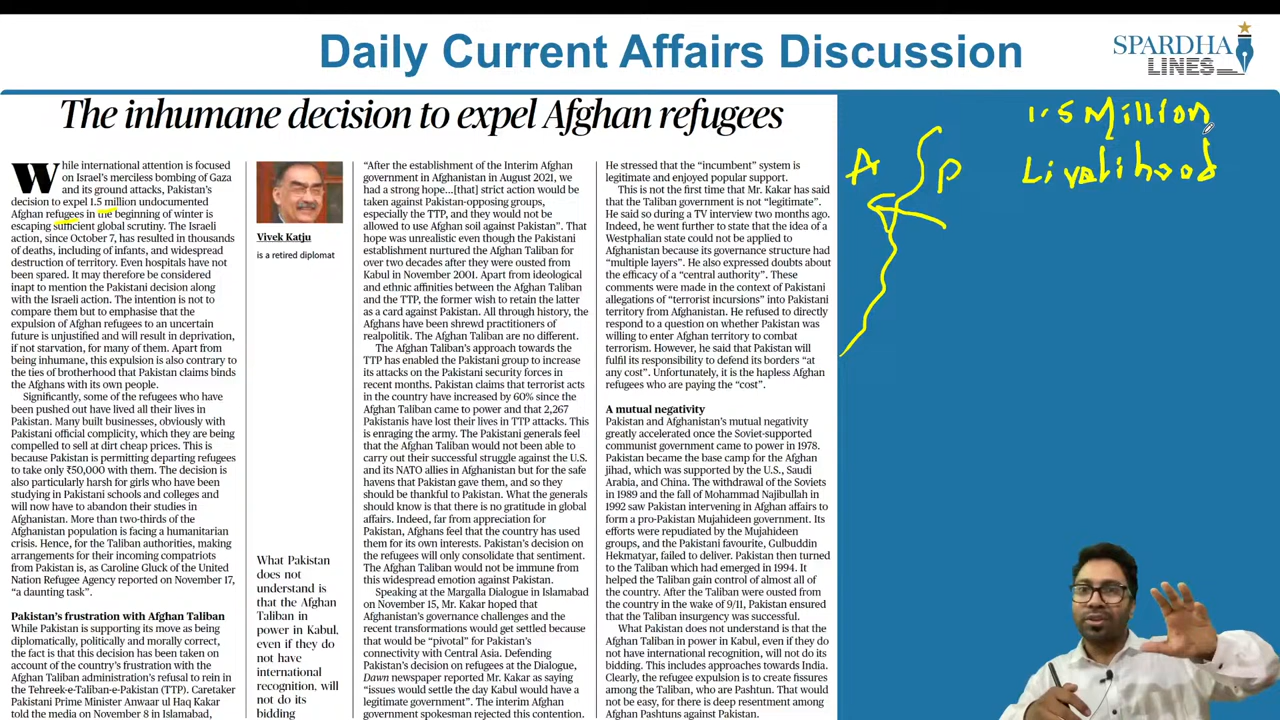 Daily Current Affairs Discussion
SPARDHA
LINES
The inhumane decision to expel Afghan refugees
While international attention is focused
on Israel's merciless bombing of Gaza
and its ground attacks, Pakistan's
decision to expel 1.5 million undocumented
Afghan refugees in the beginning of winter is
escaping sufficient global scrutiny. The Israeli
action, since October 7, has resulted in thousands
of deaths, including of infants, and widespread
destruction of territory. Even hospitals have not
been spared. It may therefore be considered
inapt to mention the Pakistani decision along
with the Israeli action. The intention is not to
compare them but to emphasise that the
expulsion of Afghan refugees to an uncertain
future is unjustified and will result in deprivation,
if not starvation, for many of them. Apart from
being inhumane, this expulsion is also contrary to
the ties of brotherhood that Pakistan claims binds
the Afghans with its own people.
Significantly, some of the refugees who have
been pushed out have lived all their lives in
Pakistan. Many built businesses, obviously with
Pakistani official complicity, which they are being
compelled to sell at dirt cheap prices. This is
because Pakistan is permitting departing refugees
to take only ₹50,000 with them. The decision is
also particularly harsh for girls who have been
studying in Pakistani schools and colleges and
will now have to abandon their studies in
Afghanistan. More than two-thirds of the
Afghanistan population is facing a humanitarian
crisis. Hence, for the Taliban authorities, making
arrangements for their incoming compatriots
from Pakistan is, as Caroline Gluck of the United
Nation Refugee Agency reported on November 17,
"a daunting task".
Pakistan's frustration with Afghan Taliban
While Pakistan is supporting its move as being
diplomatically, politically and morally correct,
the fact is that this decision has been taken on
account of the country's frustration with the
Afghan Taliban administration's refusal to rein in
the Tehreek-e-Taliban-e-Pakistan (TTP). Caretaker
Pakistani Prime Minister Anwaar ul Haq Kakar
told the media on November 8 in Islamabad,
Vivek Katju
is a retired diplomat
What Pakistan
does not
understand is
that the Afghan
Taliban in
power in Kabul,
even if they do
not have
international
recognition, will
not do its
bidding
"After the establishment of the Interim Afghan
government in Afghanistan in August 2021, we
had a strong hope...[that] strict action would be
taken against Pakistan-opposing groups,
especially the TTP, and they would not be
allowed to use Afghan soil against Pakistan". That
hope was unrealistic even though the Pakistani
establishment nurtured the Afghan Taliban for
over two decades after they were ousted from
Kabul in November 2001. Apart from ideological
and ethnic affinities between the Afghan Taliban
and the TTP, the former wish to retain the latter
as a card against Pakistan. All through history, the
Afghans have been shrewd practitioners of
realpolitik. The Afghan Taliban are no different.
The Afghan Taliban's approach towards the
TTP has enabled the Pakistani group to increase
its attacks on the Pakistani security forces in
recent months. Pakistan claims that terrorist acts
in the country have increased by 60% since the
Afghan Taliban came to power and that 2,267
Pakistanis have lost their lives in TTP attacks. This
is enraging the army. The Pakistani generals feel
that the Afghan Taliban would not been able to
carry out their successful struggle against the U.S.
and its NATO allies in Afghanistan but for the safe
havens that Pakistan gave them, and so they
should be thankful to Pakistan. What the generals
should know is that there is no gratitude in global
affairs. Indeed, far from appreciation for
Pakistan, Afghans feel that the country has used
them for its own interests. Pakistan's decision on
the refugees will only consolidate that sentiment.
The Afghan Taliban would not be immune from
this widespread emotion against Pakistan.
Speaking at the Margalla Dialogue in Islamabad
on November 15, Mr. Kakar hoped that
Afghanistan's governance challenges and the
recent transformations would get settled because
that would be "pivotal" for Pakistan's
connectivity with Central Asia. Defending
Pakistan's decision on refugees at the Dialogue,
Dawn newspaper reported Mr. Kakar as saying
"issues would settle the day Kabul would have a
legitimate government". The interim Afghan
government spokesman rejected this contention.
He stressed that the "incumbent" system is
legitimate and enjoyed popular support.
This is not the first time that Mr. Kakar has said
that the Taliban government is not "legitimate".
He said so during a TV interview two months ago.
Indeed, he went further to state that the idea of a
Westphalian state could not be applied to
Afghanistan because its governance structure had
"multiple layers". He also expressed doubts about
the efficacy of a "central authority". These
comments were made in the context of Pakistani
allegations of "terrorist incursions" into Pakistani
territory from Afghanistan. He refused to directly
respond to a question on whether Pakistan was
willing to enter Afghan territory to combat
terrorism. However, he said that Pakistan will
fulfil its responsibility to defend its borders "at
any cost". Unfortunately, it is the hapless Afghan
refugees who are paying the "cost".
A mutual negativity
Pakistan and Afghanistan's mutual negativity
greatly accelerated once the Soviet-supported
communist government came to power in 1978.
Pakistan became the base camp for the Afghan
jihad, which was supported by the U.S., Saudi
Arabia, and China. The withdrawal of the Soviets
in 1989 and the fall of Mohammad Najibullah in
1992 saw Pakistan intervening in Afghan affairs to
form a pro-Pakistan Mujahideen government. Its
efforts were repudiated by the Mujahideen
groups, and the Pakistani favourite, Gulbuddin
Hekmatyar, failed to deliver. Pakistan then turned
to the Taliban which had emerged in 1994. It
helped the Taliban gain control of almost all of
the country. After the Taliban were ousted from
the country in the wake of 9/11, Pakistan ensured
that the Taliban insurgency was successful.
What Pakistan does not understand is that the
Afghan Taliban in power in Kabul, even if they do
not have international recognition, will not do its
bidding. This includes approaches towards India.
Clearly, the refugee expulsion is to create fissures
among the Taliban, who are Pashtun. That would
not be easy, for there is deep resentment among
Afghan Pashtuns against Pakistan.
A P
1.5 Million
Livelihood